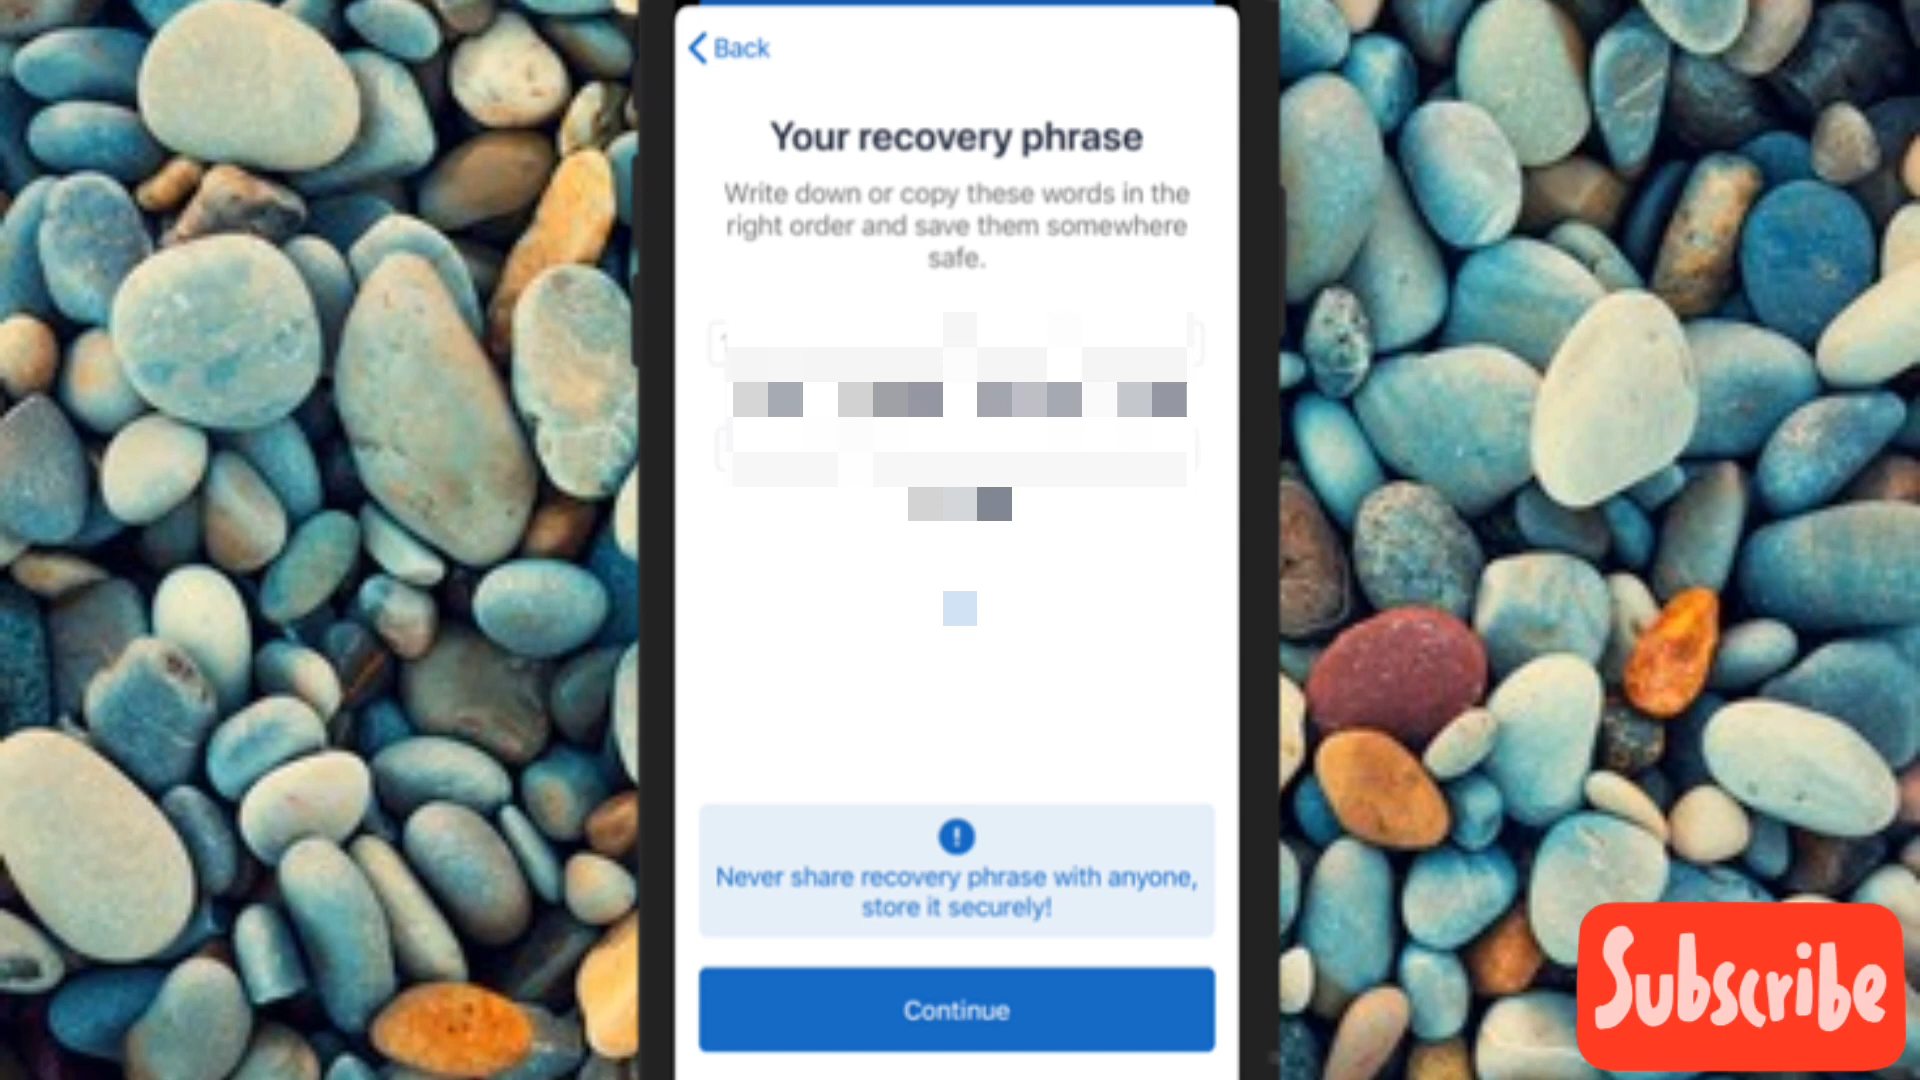 Back
Your recovery phrase
Write down or copy these words in the
right order and save them somewhere
safe.
Never share recovery phrase with anyone,
store it securely!
Continue
Subscribe